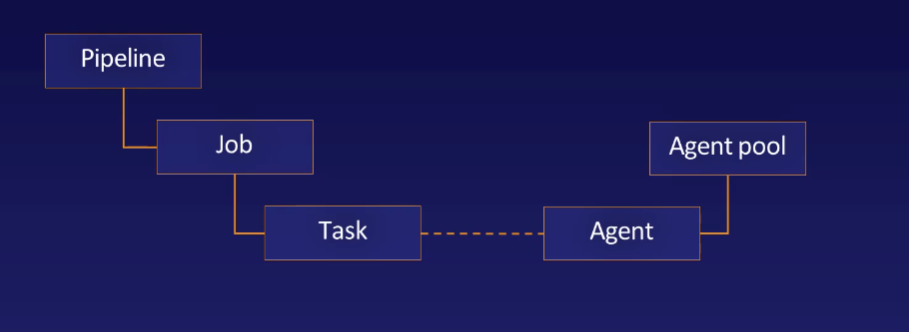 Pipeline
Job
Agent pool
Task
Agent